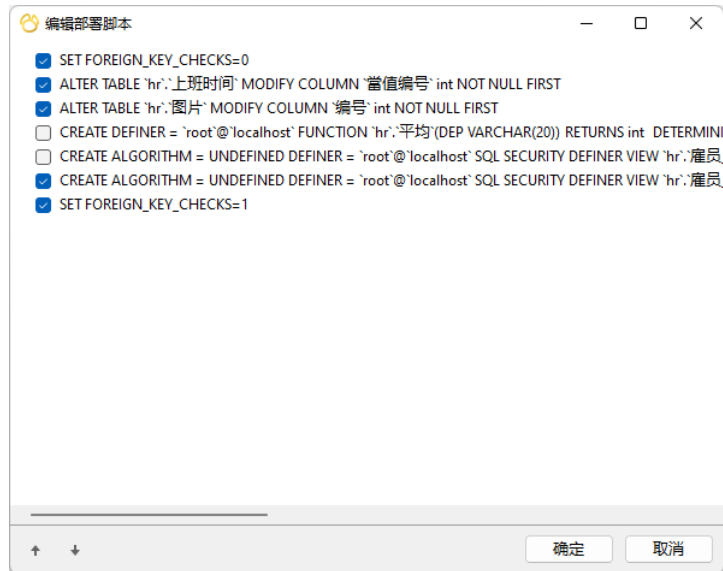 编辑部署脚本
SET FOREIGN_KEY_CHECKS=0
ALTER TABLE `hr`.`上班时间` MODIFY COLUMN `當值编号` int NOT NULL FIRST
ALTER TABLE `hr`.`图片` MODIFY COLUMN `编号` int NOT NULL FIRST
CREATE DEFINER = `root`@`localhost` FUNCTION `hr`.`平均`(DEP VARCHAR(20)) RETURNS int  DETERMINI
CREATE ALGORITHM = UNDEFINED DEFINER = `root`@`localhost` SQL SECURITY DEFINER VIEW `hr`.`雇员_
CREATE ALGORITHM = UNDEFINED DEFINER = `root`@`localhost` SQL SECURITY DEFINER VIEW `hr`.`雇员_
SET FOREIGN_KEY_CHECKS=1
确定 取消